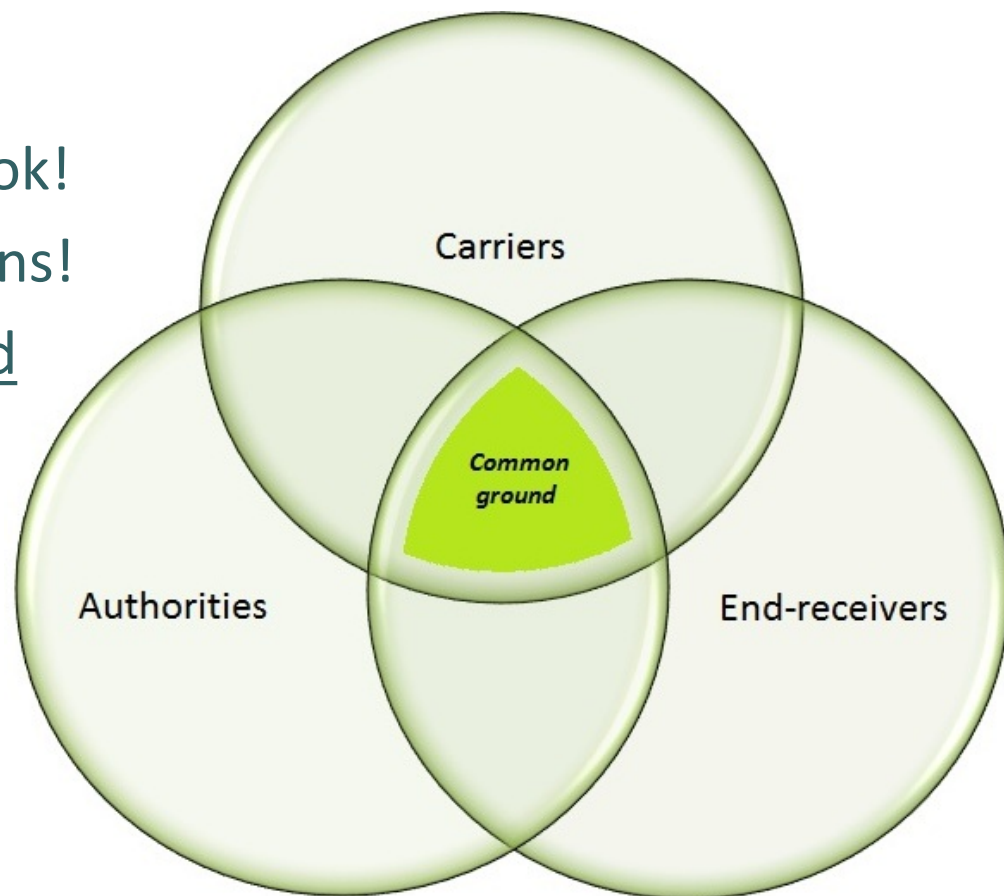 ok!
ns!
d
Carriers
Common
ground
Authorities
End-receivers